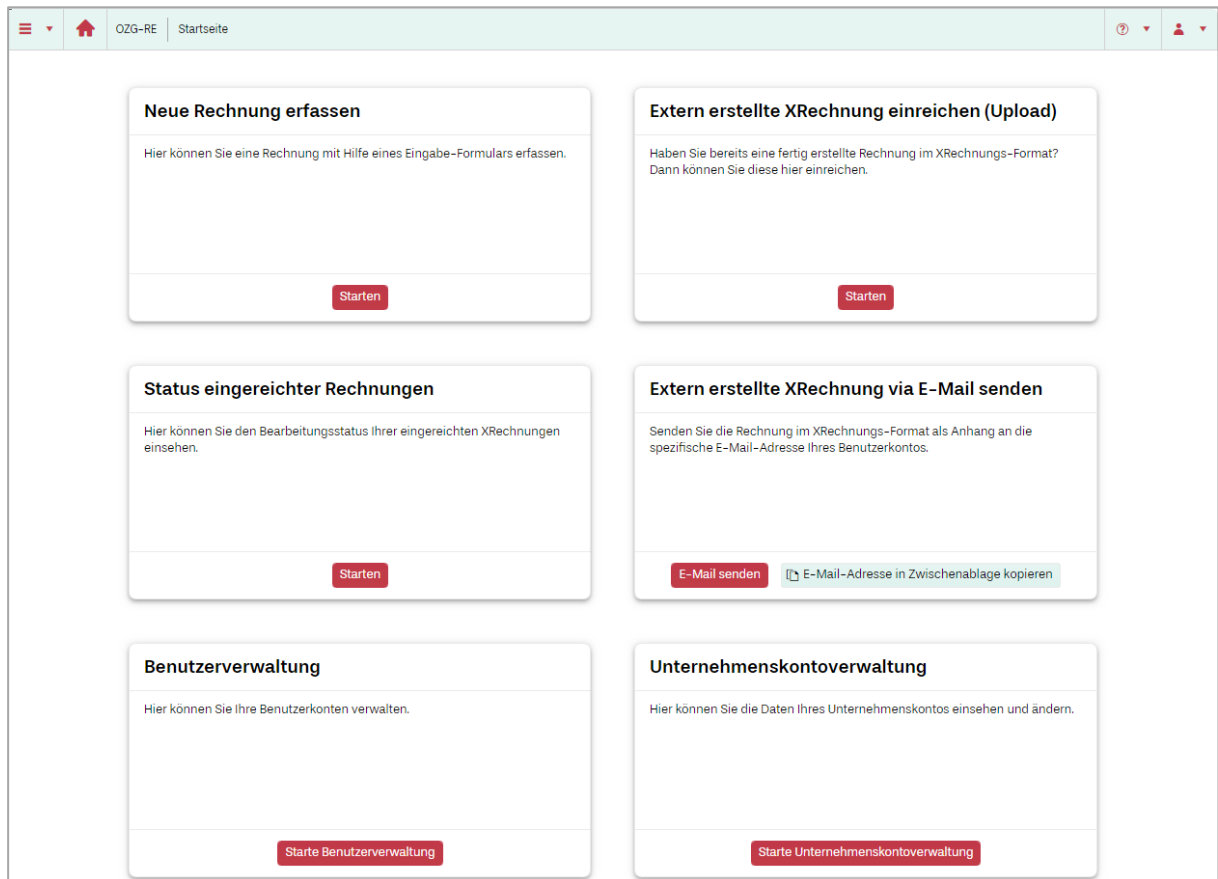 OZG-RE Startseite
Neue Rechnung erfassen
Hier können Sie eine Rechnung mit Hilfe eines Eingabe-Formulars erfassen.
Starten
Extern erstellte XRechnung einreichen (Upload)
Haben Sie bereits eine fertig erstellte Rechnung im XRechnungs-Format?
Dann können Sie diese hier einreichen.
Starten
Status eingereichter Rechnungen
Hier können Sie den Bearbeitungsstatus Ihrer eingereichten XRechnungen
einsehen.
Starten
Extern erstellte XRechnung via E-Mail senden
Senden Sie die Rechnung im XRechnungs-Format als Anhang an die
spezifische E-Mail-Adresse Ihres Benutzerkontos.
E-Mail senden
E-Mail-Adresse in Zwischenablage kopieren
Benutzerverwaltung
Hier können Sie Ihre Benutzerkonten verwalten.
Starte Benutzerverwaltung
Unternehmenskontoverwaltung
Hier können Sie die Daten Ihres Unternehmenskontos einsehen und ändern.
Starte Unternehmenskontoverwaltung